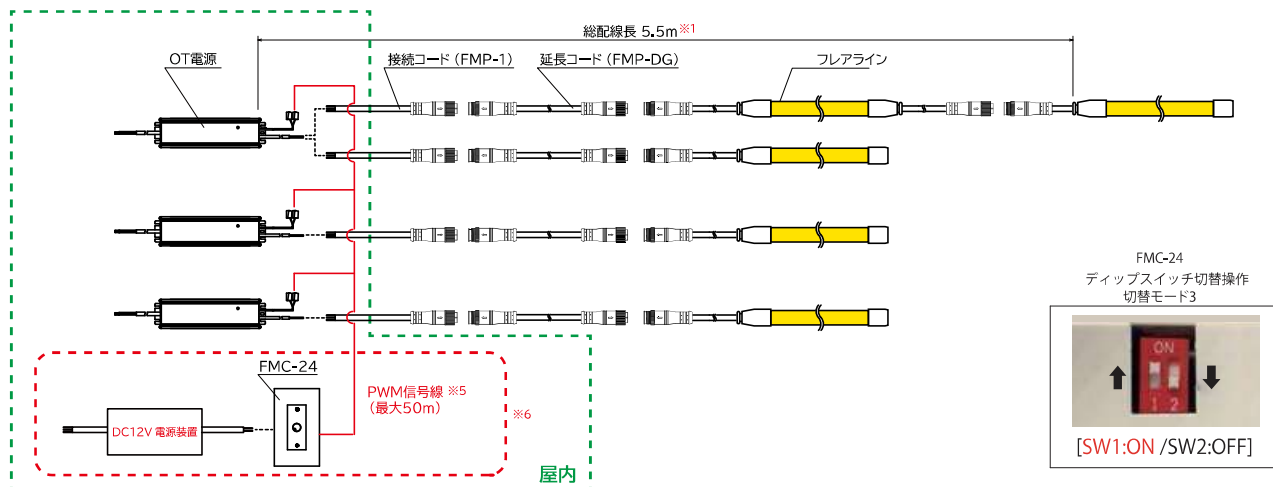 総配線長 5.5m※1
OT電源
接続コード(FMP-1)
延長コード(FMP-DG)
フレアライン
FMC-24
ディップスイッチ切替操作
切替モード3
ON
1 2
[SW1:ON /SW2:OFF]
FMC-24
PWM信号線 ※5
(最大50m)
※6
DC12V 電源装置
屋内